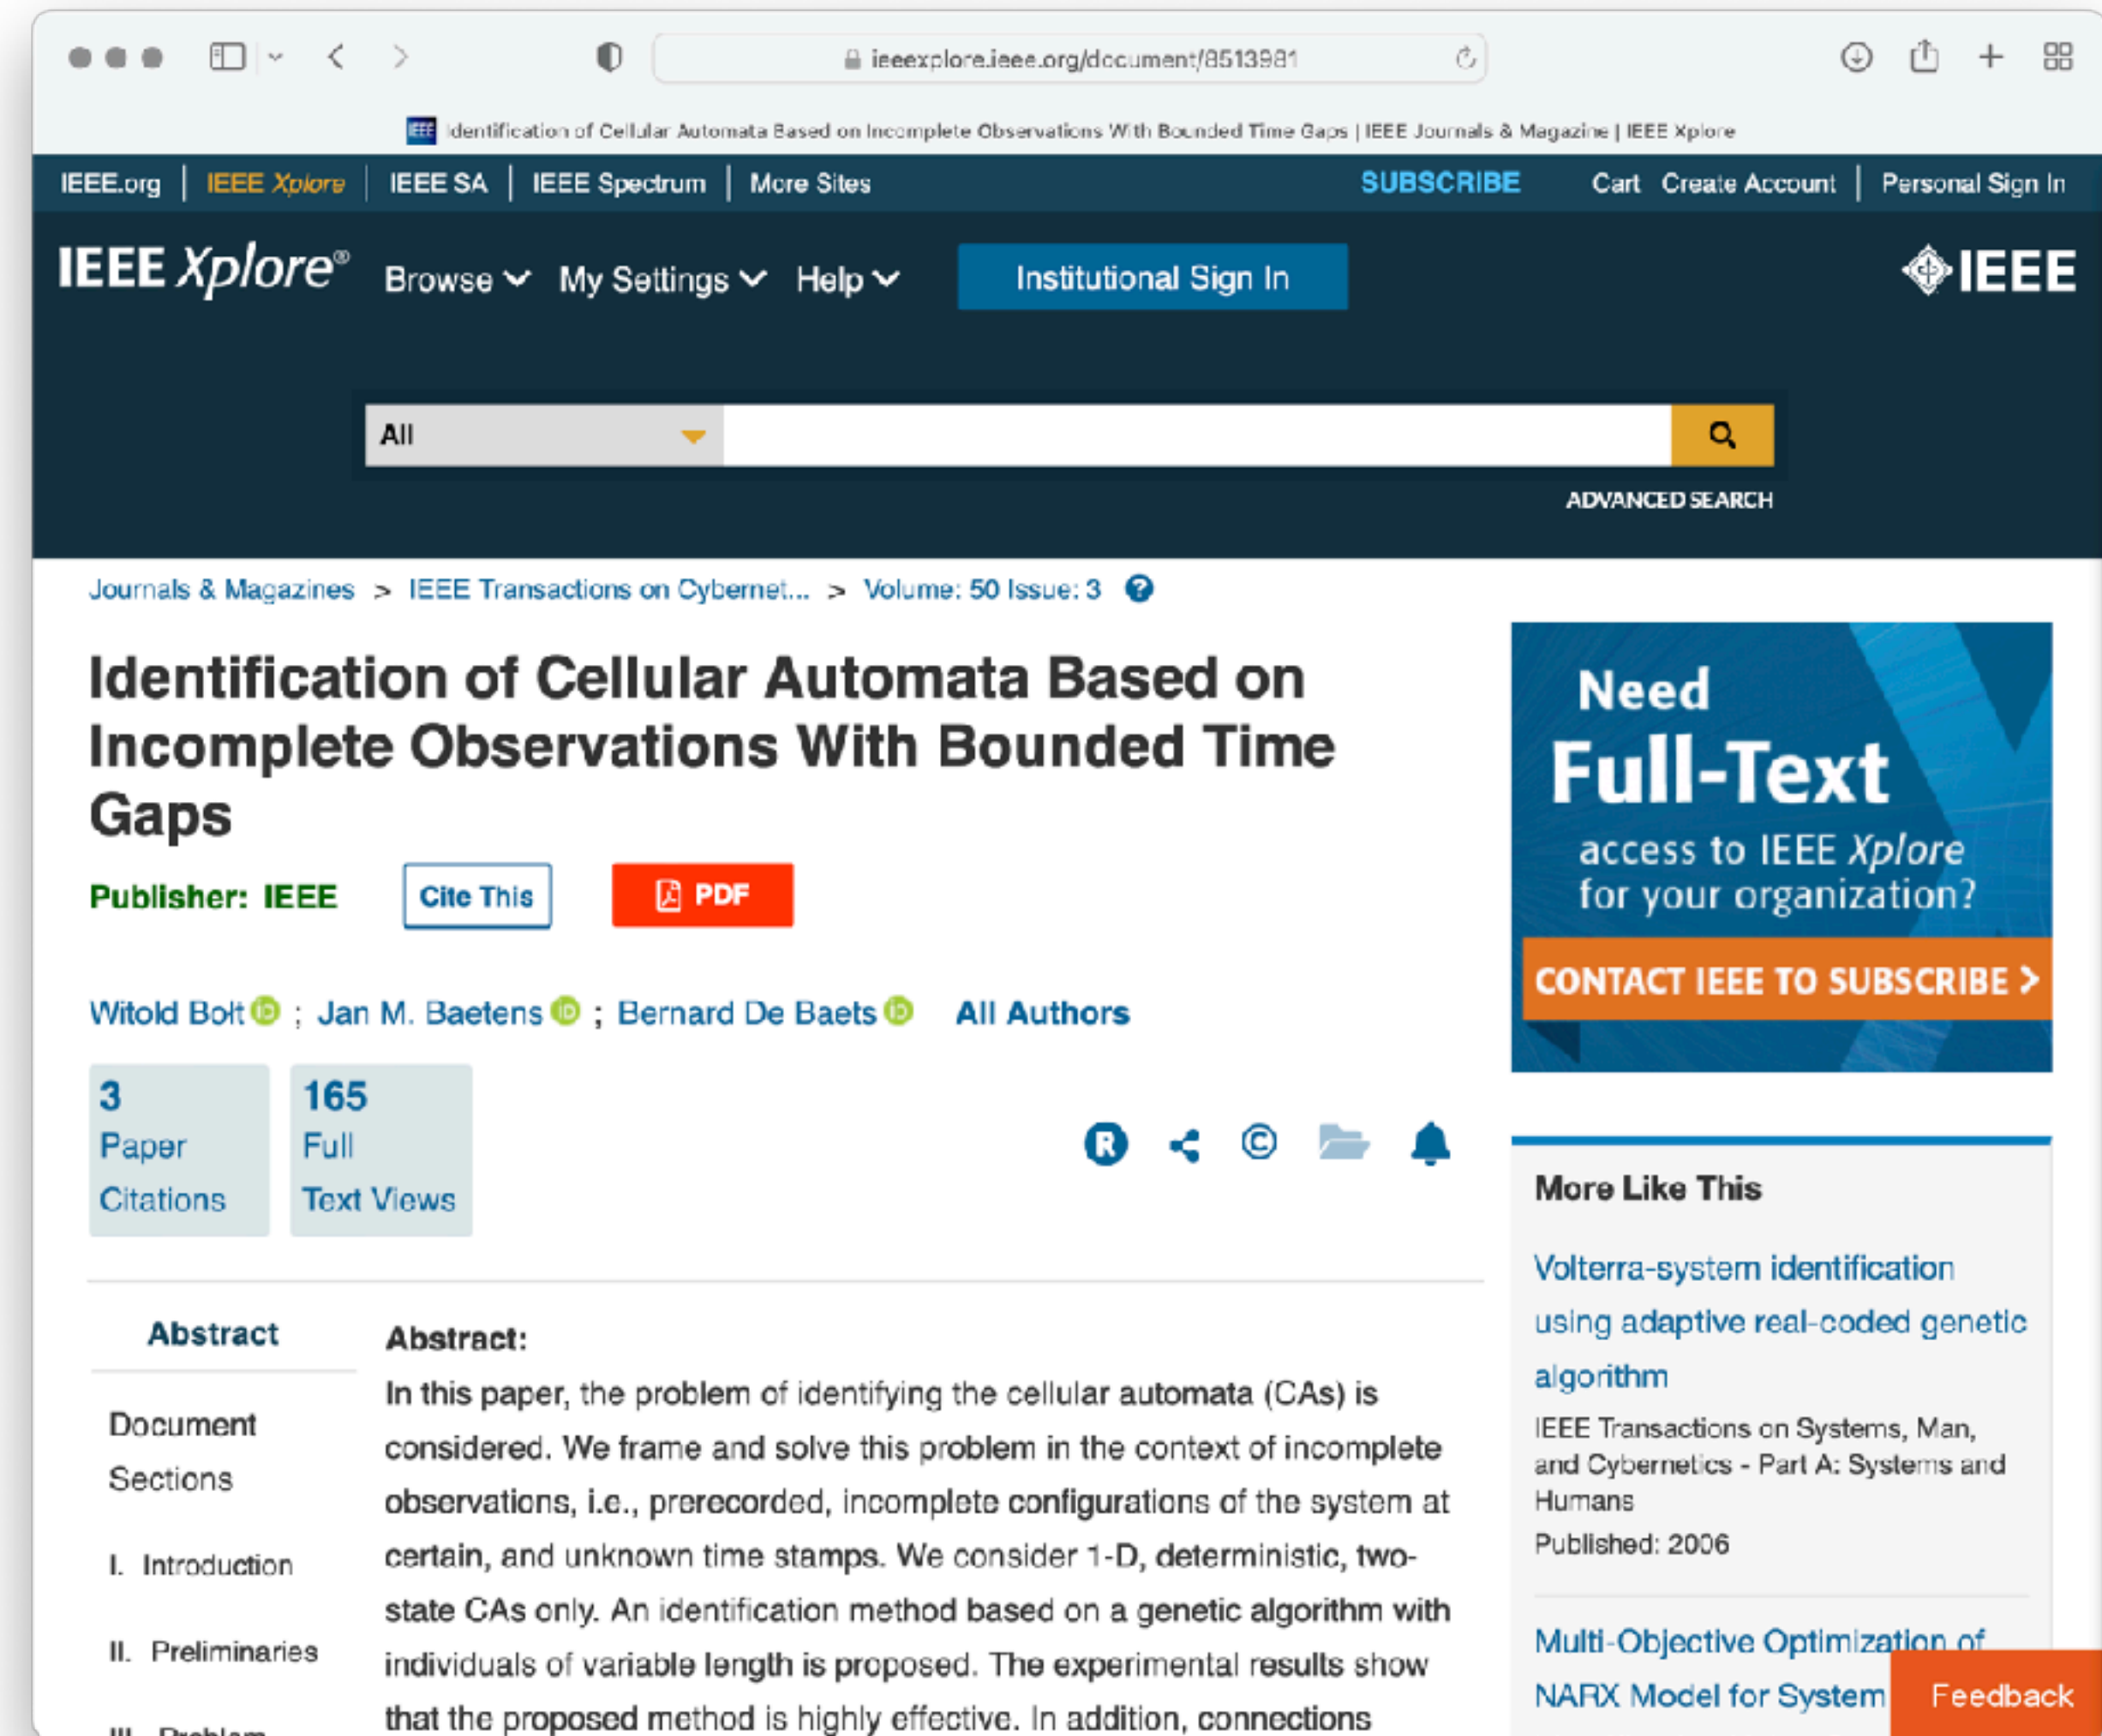 ieeexplore.ieee.org/document/8513981
IEEE Identification of Cellular Automata Based on Incomplete Observations With Bounded Time Gaps | IEEE Journals & Magazine | IEEE Xplore
IEEE.org | IEEE Xplore | IEEE SA | IEEE Spectrum | More Sites SUBSCRIBE Cart Create Account | Personal Sign In
IEEE Xplore® Browse My Settings Help Institutional Sign In IEEE
All
ADVANCED SEARCH
Journals & Magazines > IEEE Transactions on Cybernet... > Volume: 50 Issue: 3 ?
Identification of Cellular Automata Based on
Incomplete Observations With Bounded Time
Gaps
Publisher: IEEE Cite This PDF
Witold Bołt iD ; Jan M. Baetens iD ; Bernard De Baets iD All Authors
3
Paper
Citations
165
Full
Text Views
R ©
Abstract
Document
Sections
I. Introduction
II. Preliminaries
III. Problem
Abstract:
In this paper, the problem of identifying the cellular automata (CAs) is
considered. We frame and solve this problem in the context of incomplete
observations, i.e., prerecorded, incomplete configurations of the system at
certain, and unknown time stamps. We consider 1-D, deterministic, two-
state CAs only. An identification method based on a genetic algorithm with
individuals of variable length is proposed. The experimental results show
that the proposed method is highly effective. In addition, connections
Need
Full-Text
access to IEEE Xplore
for your organization?
CONTACT IEEE TO SUBSCRIBE >
More Like This
Volterra-system identification
using adaptive real-coded genetic
algorithm
IEEE Transactions on Systems, Man,
and Cybernetics - Part A: Systems and
Humans
Published: 2006
Multi-Objective Optimization of
NARX Model for System
Feedback